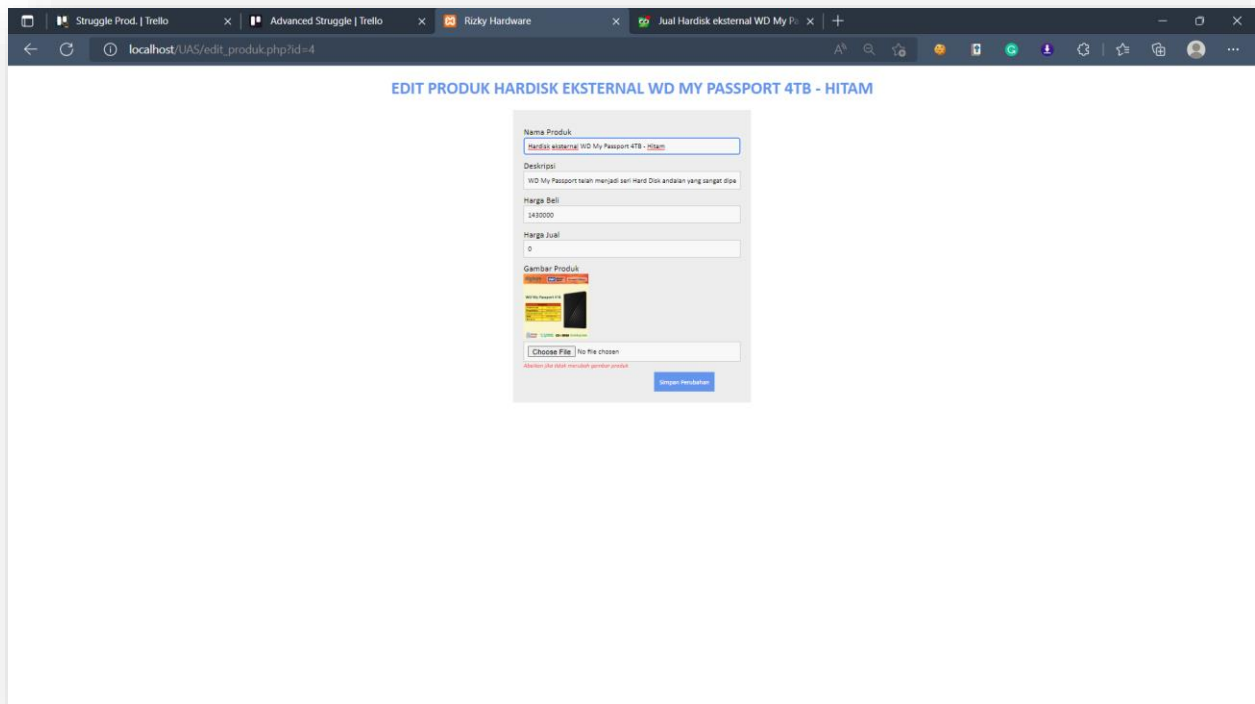 Struggle Prod. | Trello
Advanced Struggle | Trello
Rizky Hardware
Jual Hardisk eksternal WD My Pa
localhost/UAS/edit_produk.php?id=4
EDIT PRODUK HARDISK EKSTERNAL WD MY PASSPORT 4TB - HITAM
Nama Produk
Hardisk eksternal WD My Passport 4TB - Hitam
Deskripsi
WD My Passport telah menjadi seri Hard Disk andalan yang sangat dipe
Harga Beli
1430000
Harga Jual
0
Gambar Produk
Choose File No file chosen
Abaikan jika tidak merubah gambar produk
Simpan Perubahan